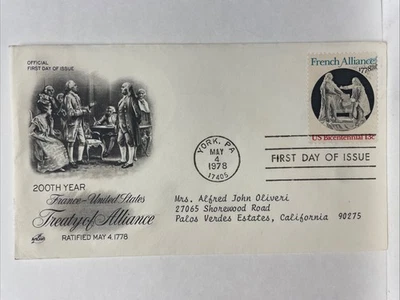 OFFICIAL
FIRST DAY OF ISSUE
French Alliance
1778
US Bicentennial 13c
YORK, PA
MAY
4
1978
17405
FIRST DAY OF ISSUE
200TH YEAR
France-United States
Treaty of Alliance
RATIFIED MAY 4, 1778
Mrs. Alfred John Oliveri
27065 Shorewood Road
Palos Verdes Estates, California 90275